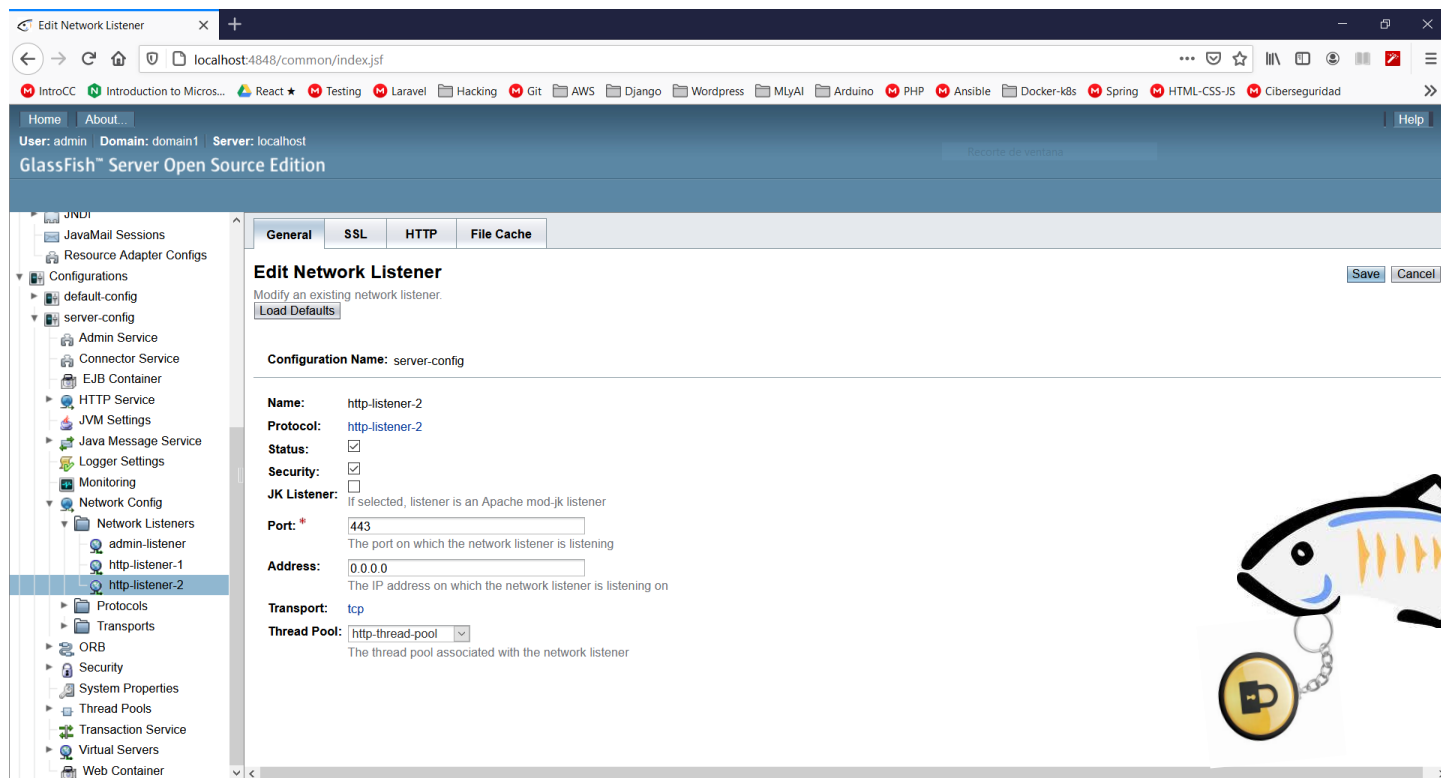 Edit Network Listener
localhost:4848/common/index.jsf
IntroCC Introduction to Micros... React ★ Testing Laravel Hacking Git AWS Django Wordpress MLyAI Arduino PHP Ansible Docker-k8s Spring HTML-CSS-JS Ciberseguridad
Home About... Help
User: admin Domain: domain1 Server: localhost
Recorte de ventana
GlassFish™ Server Open Source Edition
JNDI
JavaMail Sessions
Resource Adapter Configs
Configurations
default-config
server-config
Admin Service
Connector Service
EJB Container
HTTP Service
JVM Settings
Java Message Service
Logger Settings
Monitoring
Network Config
Network Listeners
admin-listener
http-listener-1
http-listener-2
Protocols
Transports
ORB
Security
System Properties
Thread Pools
Transaction Service
Virtual Servers
Web Container
General SSL HTTP File Cache
Edit Network Listener
Save Cancel
Modify an existing network listener.
Load Defaults
Configuration Name: server-config
Name: http-listener-2
Protocol: http-listener-2
Status:
Security:
JK Listener:
If selected, listener is an Apache mod-jk listener
Port: * 443
The port on which the network listener is listening
Address: 0.0.0.0
The IP address on which the network listener is listening on
Transport: tcp
Thread Pool: http-thread-pool
The thread pool associated with the network listener